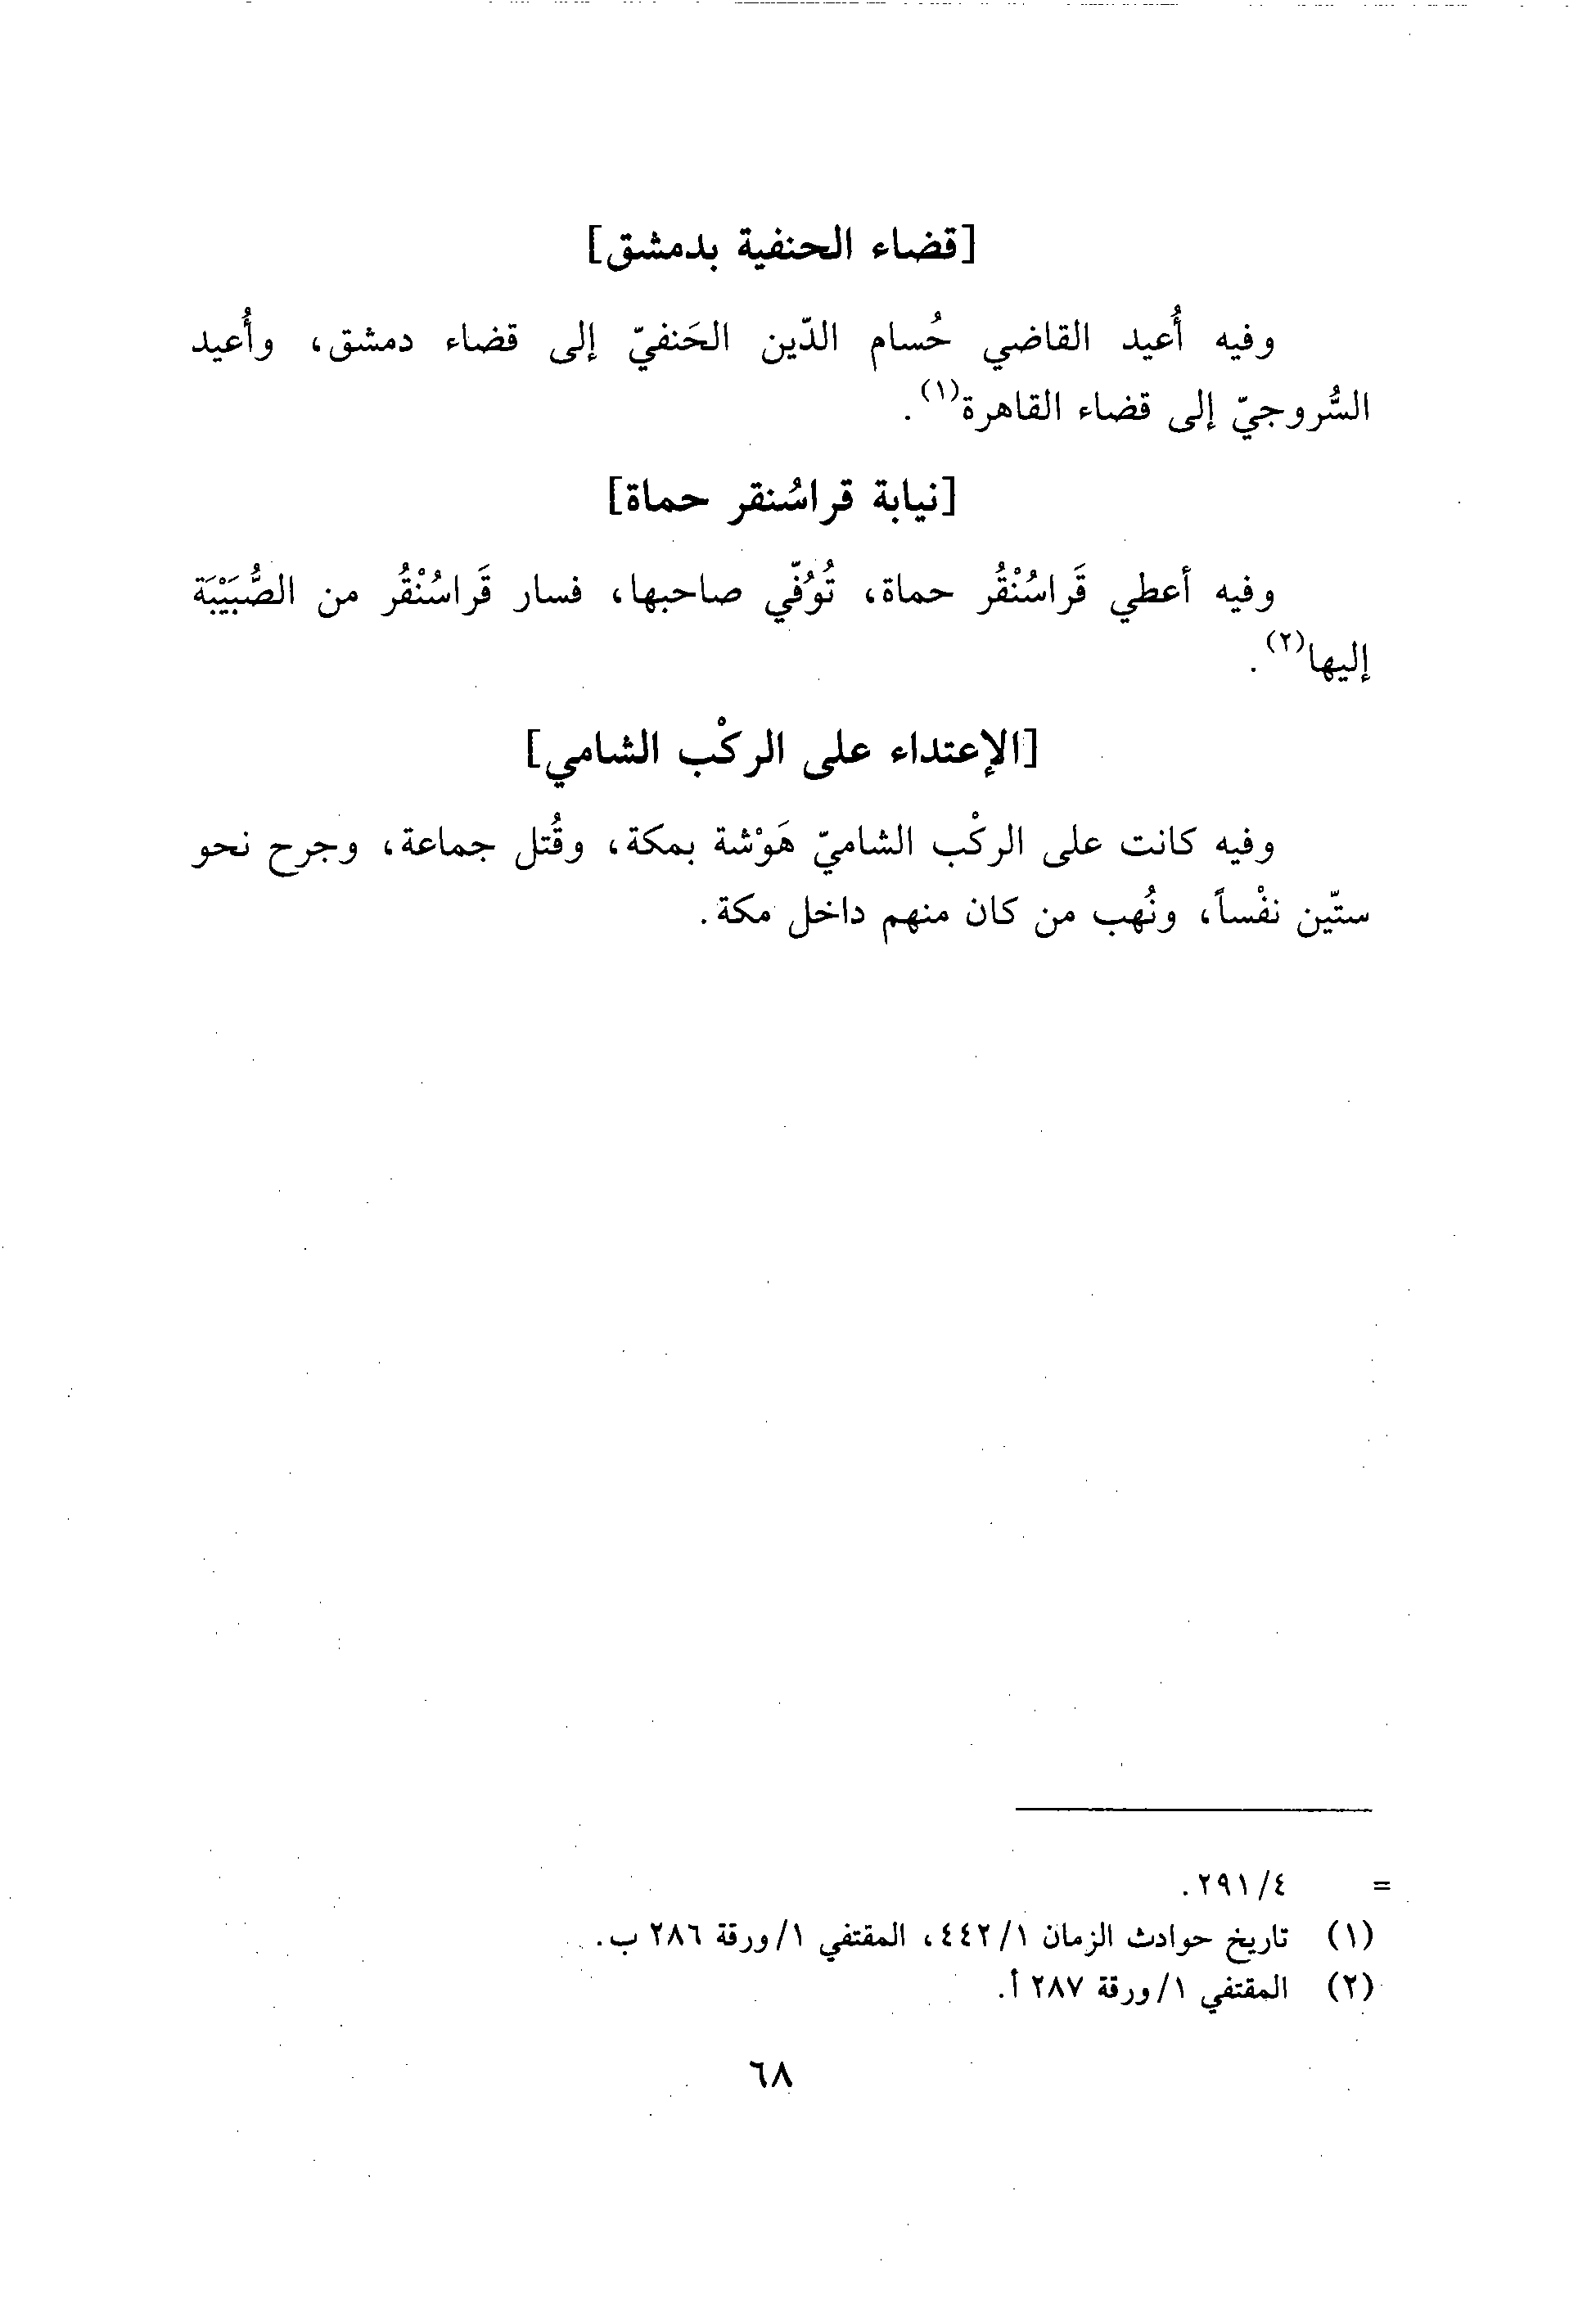 [قضاء الحنفية بدمشق]
وفيه أُعيد القاضي حُسام الدّين الحَنفيّ إلى قضاء دمشق، وأُعيد
السُّروجيّ إلى قضاء القاهرة(١).
[نيابة قراسُنقر حماة]
وفيه أعطي قَراسُنْقُر حماة، تُوُفّي صاحبها، فسار قَراسُنْقُر من الصُّبَيْبَة
إليها(٢).
[الإعتداء على الركْب الشامي]
وفيه كانت على الركْب الشاميّ هَوْشة بمكة، وقُتل جماعة، وجرح نحو
ستّين نفْساً، ونُهب من كان منهم داخل مكة.
= ٢٩١/٤.
(١) تاريخ حوادث الزمان ٤٤٢/١، المقتفي ١/ورقة ٢٨٦ ب.
(٢) المقتفي ١/ورقة ٢٨٧ أ.
٦٨